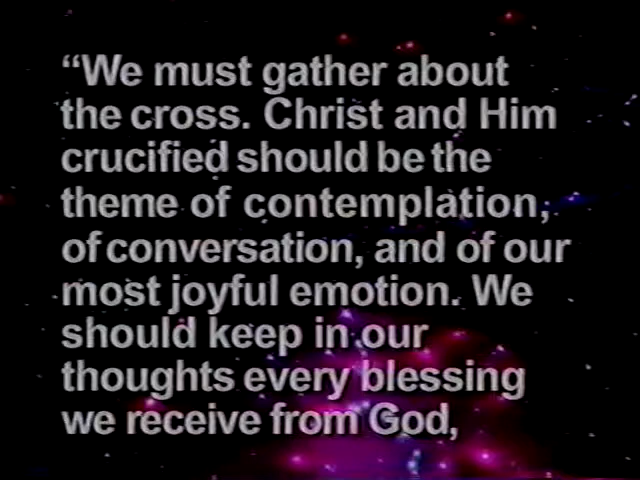 “We must gather about
the cross. Christ and Him
crucified should be the
theme of contemplation,
of conversation, and of our
most joyful emotion. We
should keep in our
thoughts every blessing
we receive from God,